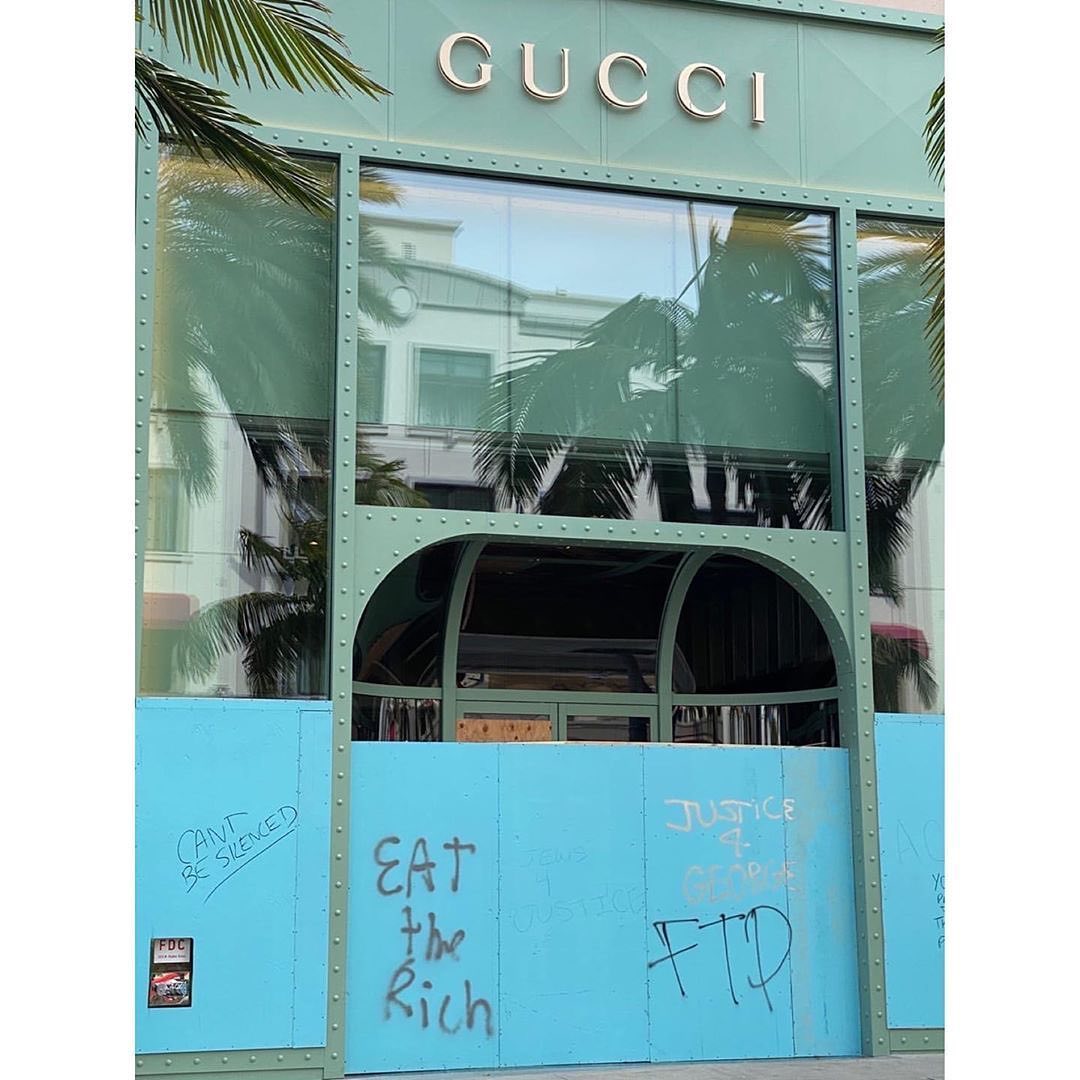 GUCCI
CANT
BE SILENCED
EAT
the
Rich
JEWS
4
JUSTICE
JUSTICE
4
GEORGE
FTP
FDC